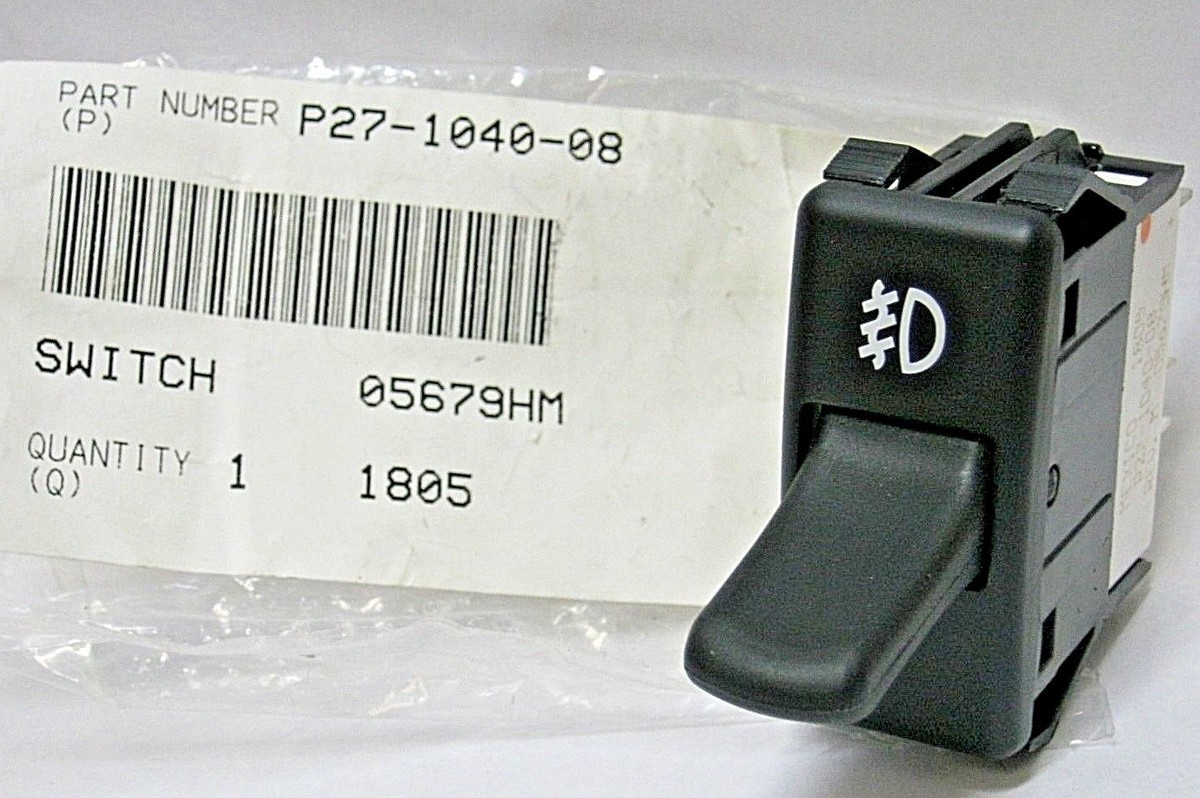 PART NUMBER P27-1040-08
(P)
SWITCH 05679HM
QUANTITY 1 1805
(Q)